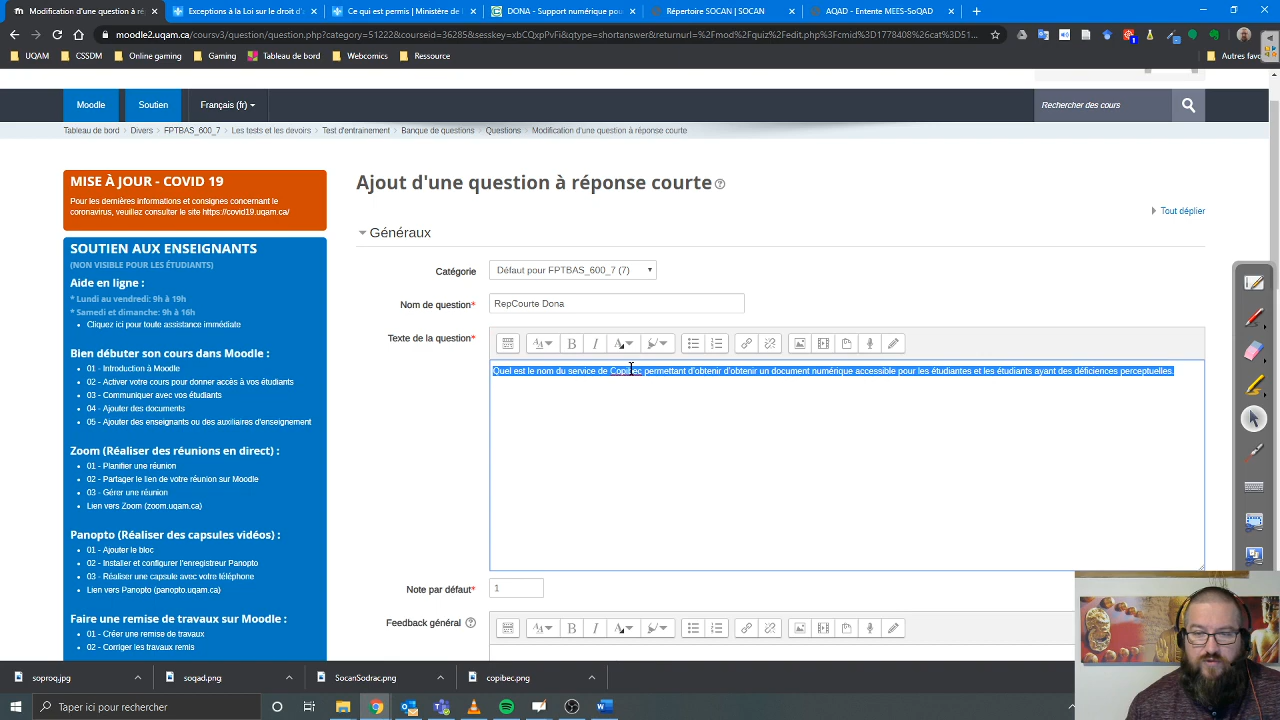 Modification d'une question à ré
Exceptions à la Loi sur le droit d'
Ce qui est permis | Ministère de
DONA - Support numérique pour
Répertoire SOCAN | SOCAN
AQAD - Entente MEES-SoQAD
moodle2.uqam.ca/coursv3/question/question.php?category=51222&courseid=36285&sesskey=xbCQxpPvFi&qtype=shortanswer&returnurl=%2Fmod%2Fquiz%2Fedit.php%3Fcmid%3D1778408%26cat%3D51...
UQAM
CSSDM
Online gaming
Gaming
Tableau de bord
Webcomics
Ressource
Autres favo
Moodle
Soutien
Français (fr)
Rechercher des cours
Tableau de bord › Divers › FPTBAS_600_7 › Les tests et les devoirs › Test d'entrainement › Banque de questions › Questions › Modification d'une question à réponse courte
MISE À JOUR - COVID 19
Pour les dernières informations et consignes concernant le
coronavirus, veuillez consulter le site https://covid19.uqam.ca/
SOUTIEN AUX ENSEIGNANTS
(NON VISIBLE POUR LES ÉTUDIANTS)
Aide en ligne :
* Lundi au vendredi: 9h à 19h
* Samedi et dimanche: 9h à 16h
• Cliquez ici pour toute assistance immédiate
Bien débuter son cours dans Moodle :
• 01 - Introduction à Moodle
• 02 - Activer votre cours pour donner accès à vos étudiants
• 03 - Communiquer avec vos étudiants
• 04 - Ajouter des documents
• 05 - Ajouter des enseignants ou des auxiliaires d'enseignement
Zoom (Réaliser des réunions en direct) :
• 01 - Planifier une réunion
• 02 - Partager le lien de votre réunion sur Moodle
• 03 - Gérer une réunion
• Lien vers Zoom (zoom.uqam.ca)
Panopto (Réaliser des capsules vidéos) :
• 01 - Ajouter le bloc
• 02 - Installer et configurer l'enregistreur Panopto
• 03 - Réaliser une capsule avec votre téléphone
• Lien vers Panopto (panopto.uqam.ca)
Faire une remise de travaux sur Moodle :
• 01 - Créer une remise de travaux
• 02 - Corriger les travaux remis
Ajout d'une question à réponse courte
Tout déplier
Généraux
Catégorie
Défaut pour FPTBAS_600_7 (7)
Nom de question*
RepCourte Dona
Texte de la question*
Quel est le nom du service de Copibec permettant d'obtenir d'obtenir un document numérique accessible pour les étudiantes et les étudiants ayant des déficiences perceptuelles.
Note par défaut*
1
Feedback général
soproq.jpg
soqad.png
SocanSodrac.png
copibec.png
Taper ici pour rechercher